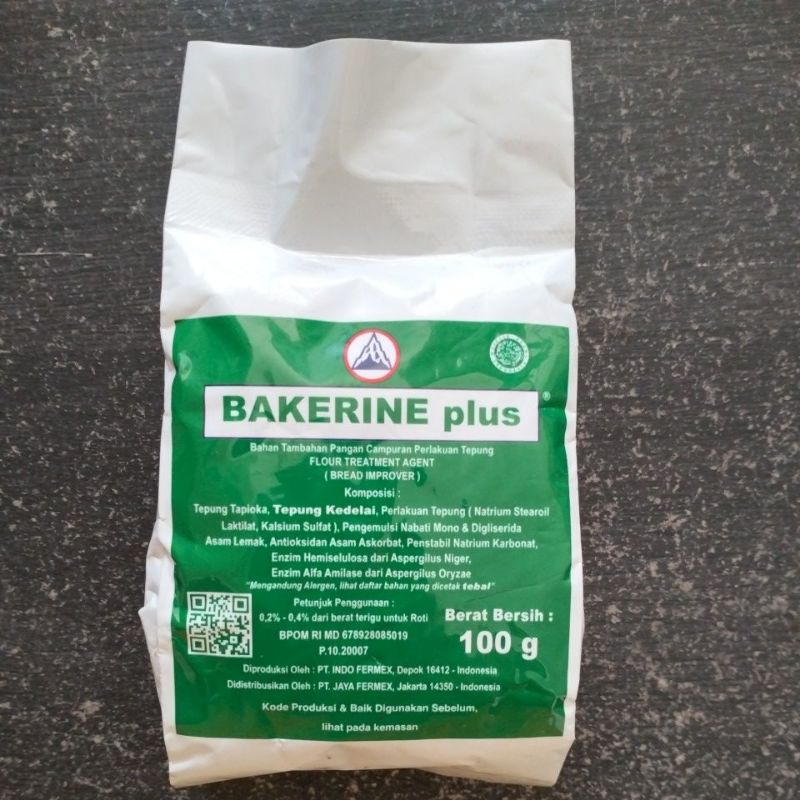 BAKERINE plus ®
Bahan Tambahan Pangan Campuran Perlakuan Tepung
FLOUR TREATMENT AGENT
( BREAD IMPROVER )
Komposisi :
Tepung Tapioka, Tepung Kedelai, Perlakuan Tepung ( Natrium Stearoil
Laktilat, Kalsium Sulfat ), Pengemulsi Nabati Mono & Digliserida
Asam Lemak, Antioksidan Asam Askorbat, Penstabil Natrium Karbonat,
Enzim Hemiselulosa dari Aspergilus Niger,
Enzim Alfa Amilase dari Aspergilus Oryzae
"Mengandung Alergen, lihat daftar bahan yang dicetak tebal"
Petunjuk Penggunaan :
0,2% - 0,4% dari berat terigu untuk Roti
BPOM RI MD 678928085019
P.10.20007
Berat Bersih :
100 g
Diproduksi Oleh : PT. INDO FERMEX, Depok 16412 - Indonesia
Didistribusikan Oleh : PT. JAYA FERMEX, Jakarta 14350 - Indonesia
Kode Produksi & Baik Digunakan Sebelum,
lihat pada kemasan